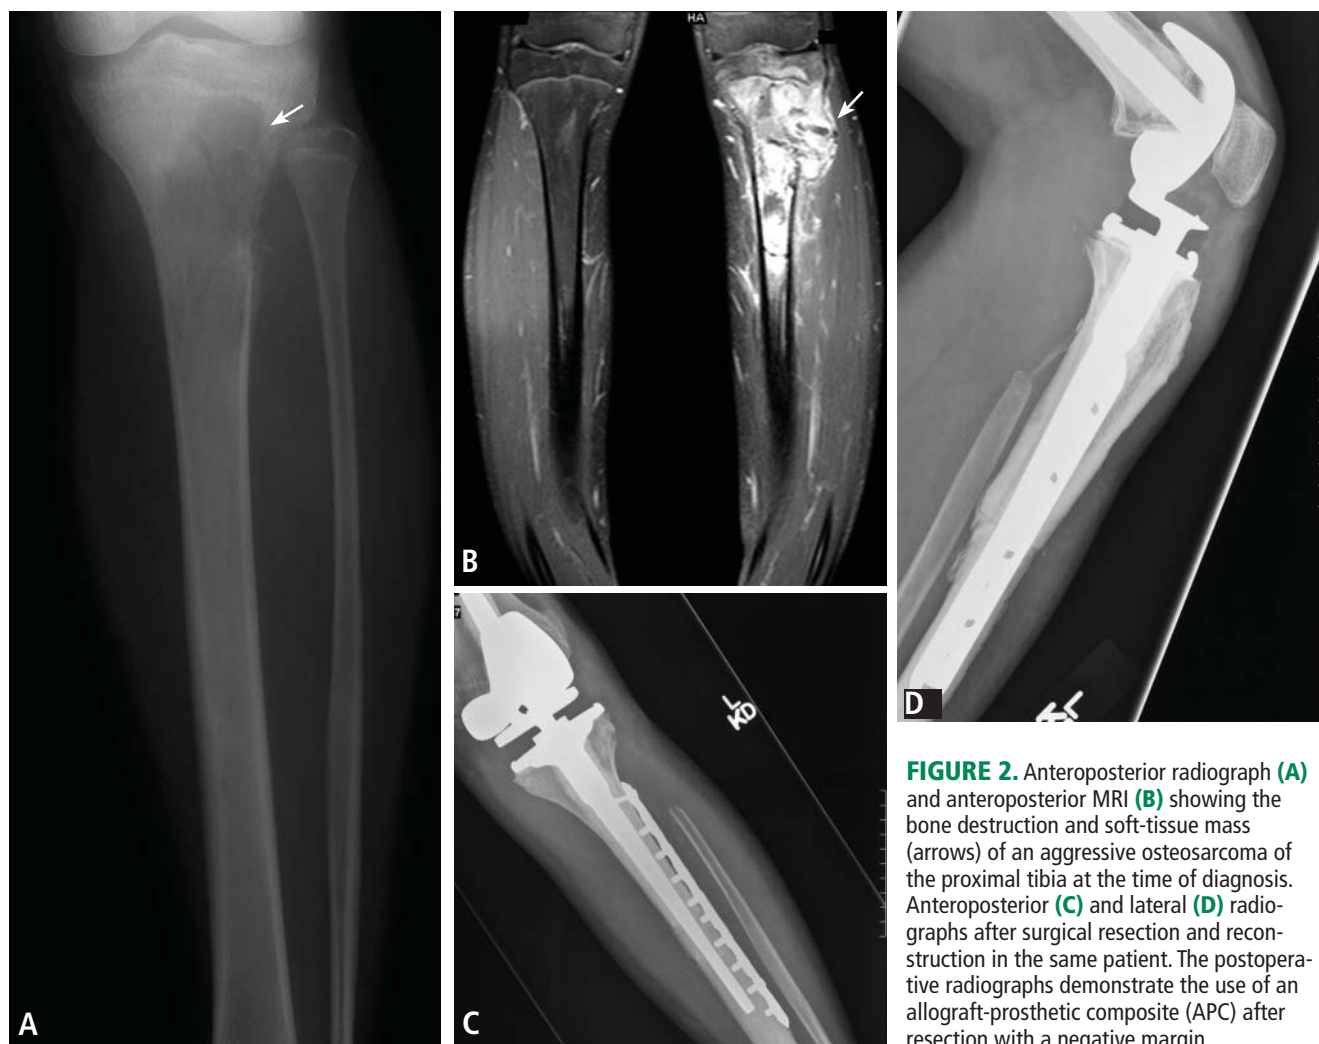 A
HA
B
L
KD
C
L
D
FIGURE 2. Anteroposterior radiograph (A)
and anteroposterior MRI (B) showing the
bone destruction and soft-tissue mass
(arrows) of an aggressive osteosarcoma of
the proximal tibia at the time of diagnosis.
Anteroposterior (C) and lateral (D) radio-
graphs after surgical resection and recon-
struction in the same patient. The postopera-
tive radiographs demonstrate the use of an
allograft-prosthetic composite (APC) after
resection with a negative margin